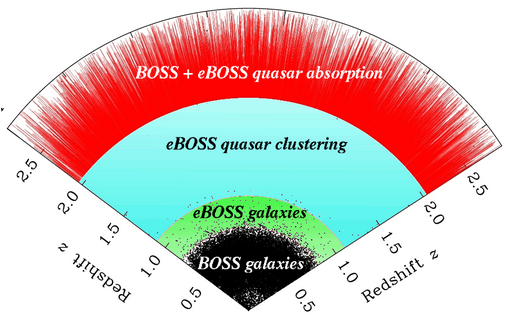 BOSS + eBOSS quasar absorption
eBOSS quasar clustering
eBOSS galaxies
BOSS galaxies
2.5
2.0
1.5
1.0
0.5
Redshift z
0.5
1.0
1.5
2.0
2.5
Redshift z